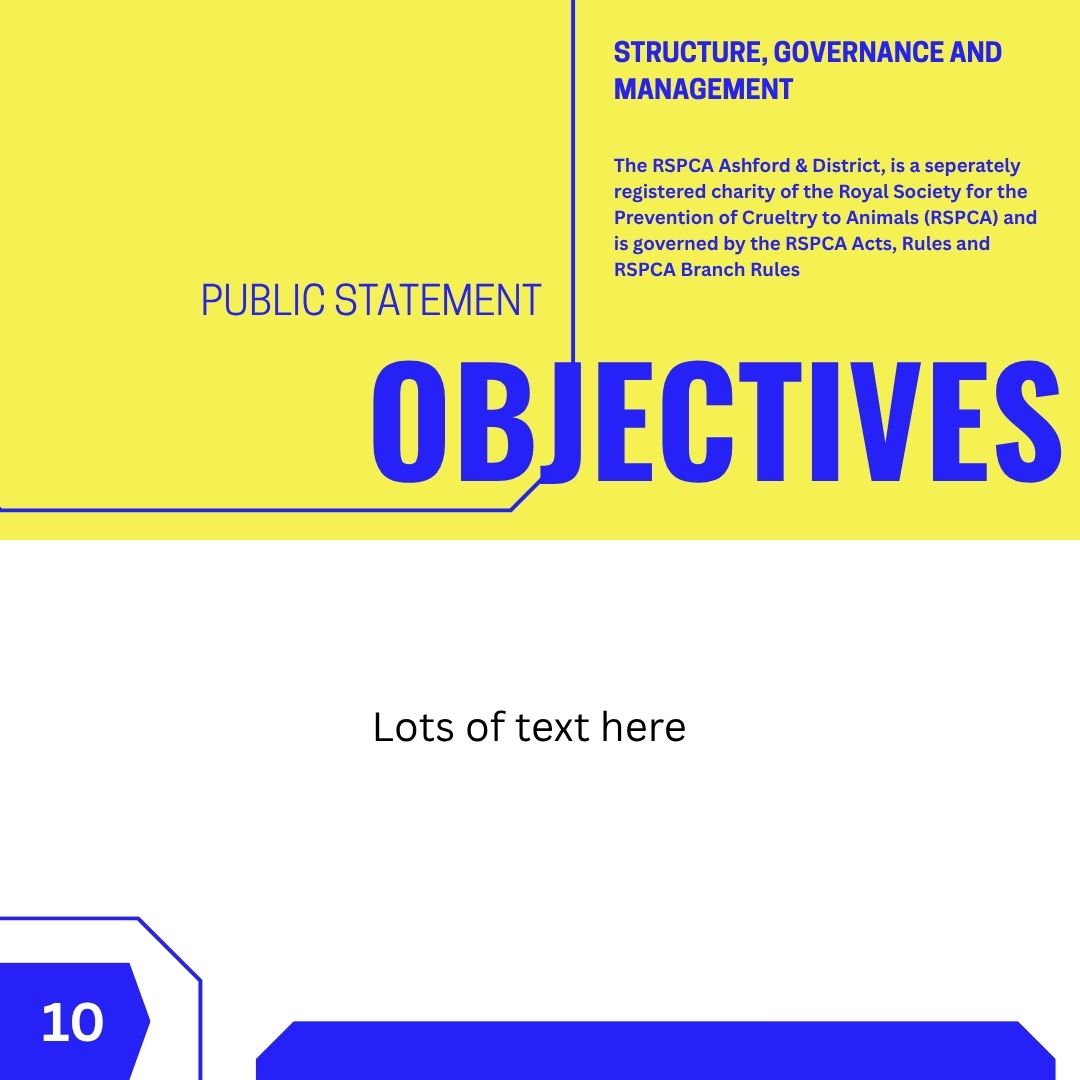 STRUCTURE, GOVERNANCE AND
MANAGEMENT
The RSPCA Ashford & District, is a seperately
registered charity of the Royal Society for the
Prevention of Crueltry to Animals (RSPCA) and
is governed by the RSPCA Acts, Rules and
RSPCA Branch Rules
PUBLIC STATEMENT
OBJECTIVES
Lots of text here
10